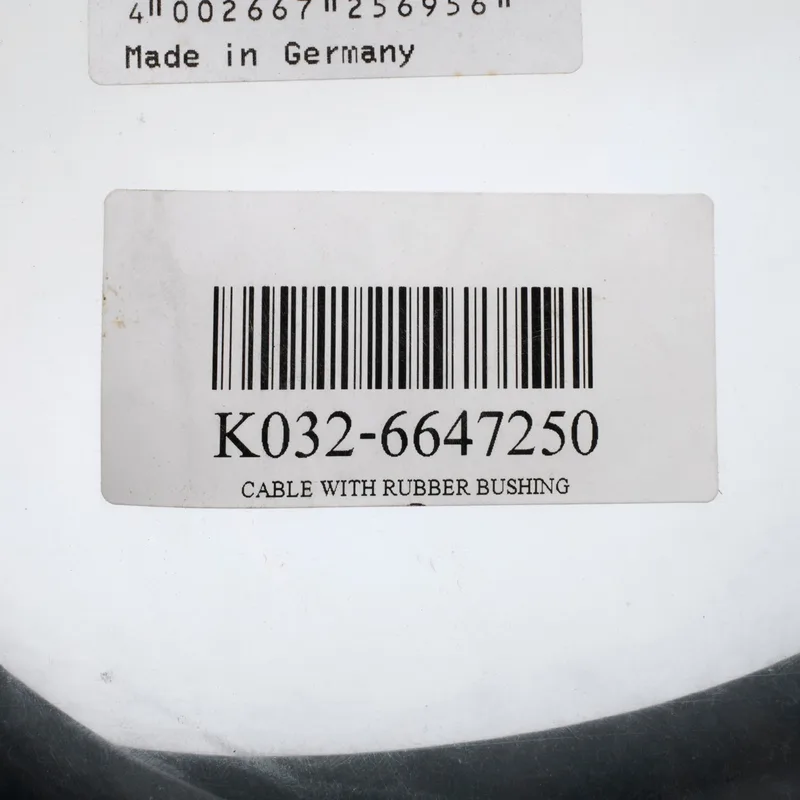 4"002667"256956"
Made in Germany
K032-6647250
CABLE WITH RUBBER BUSHING